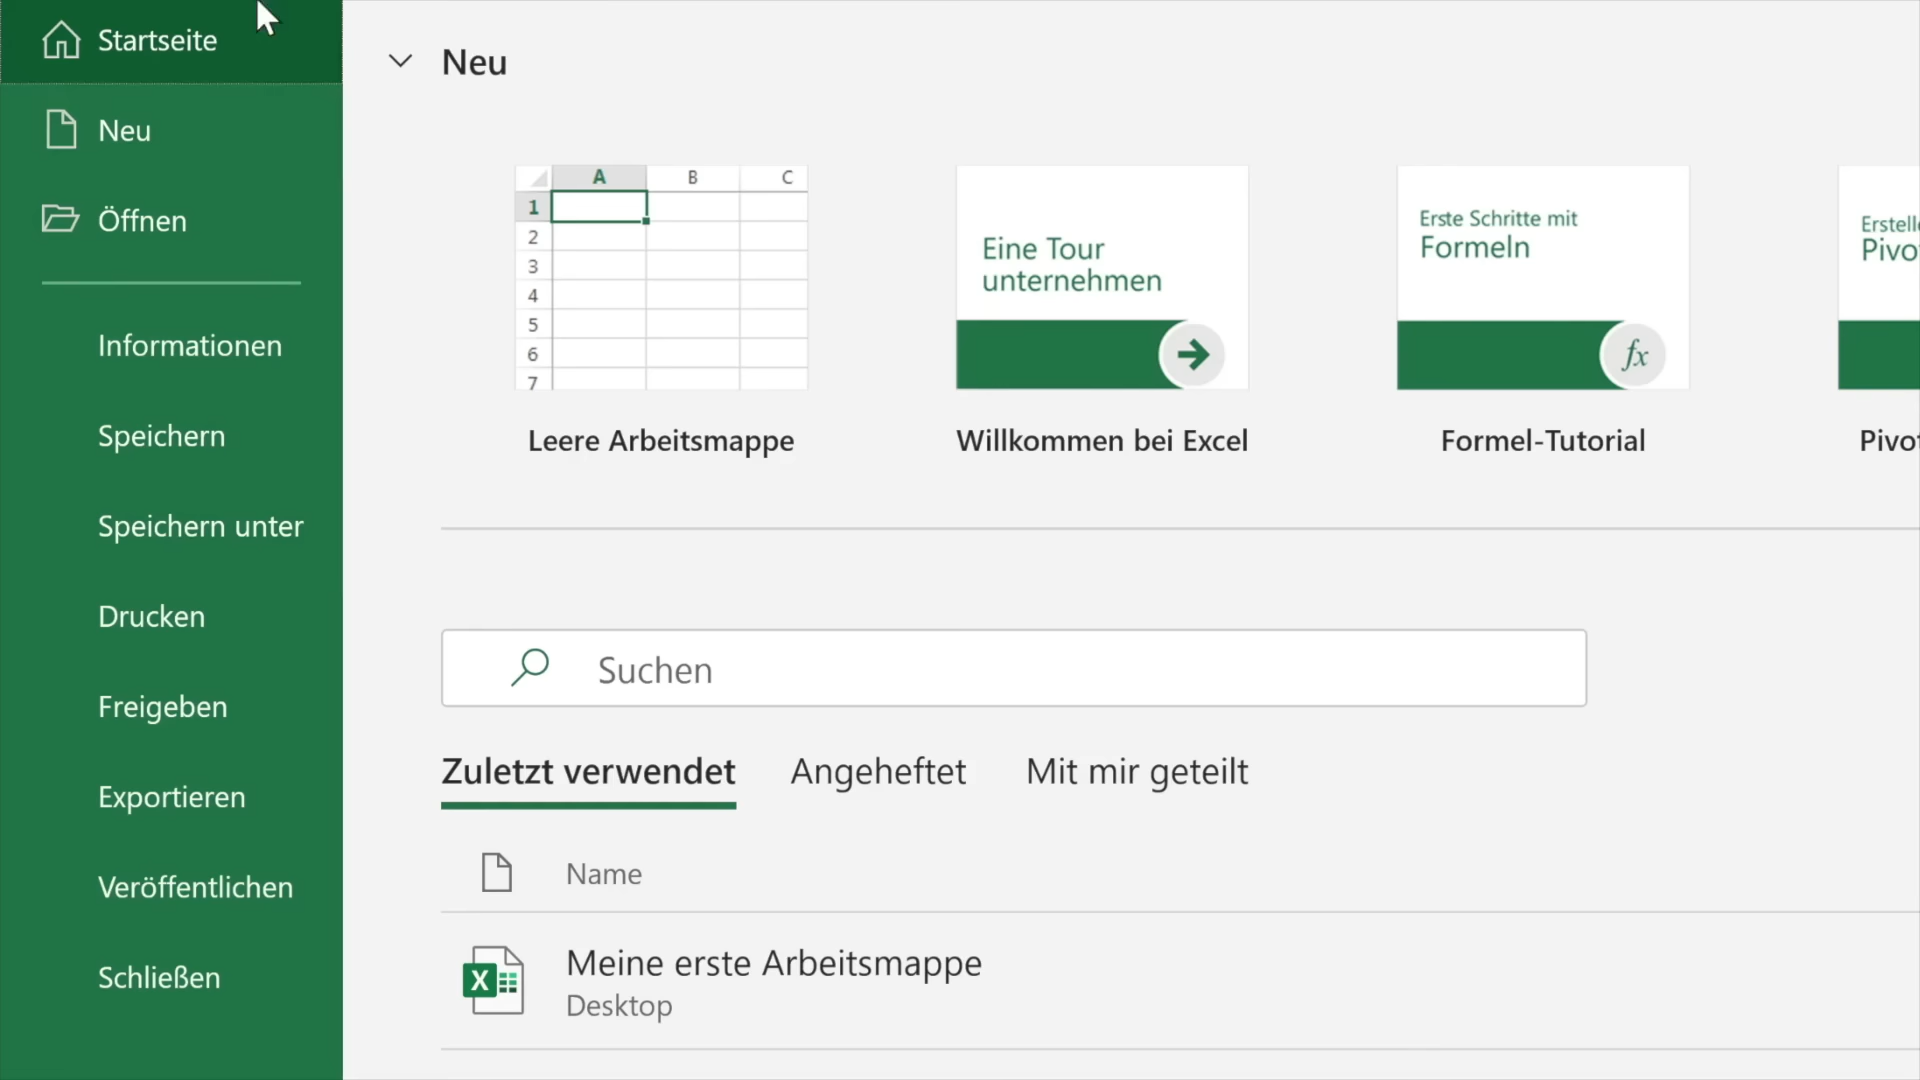 Startseite
Neu
Öffnen
Informationen
Speichern
Speichern unter
Drucken
Freigeben
Exportieren
Veröffentlichen
Schließen
Neu
A B C
1
2
3
4
5
6
7
Leere Arbeitsmappe
Eine Tour
unternehmen
Willkommen bei Excel
Erste Schritte mit
Formeln
fx
Formel-Tutorial
Suchen
Zuletzt verwendet Angeheftet Mit mir geteilt
Name
X
Meine erste Arbeitsmappe
Desktop